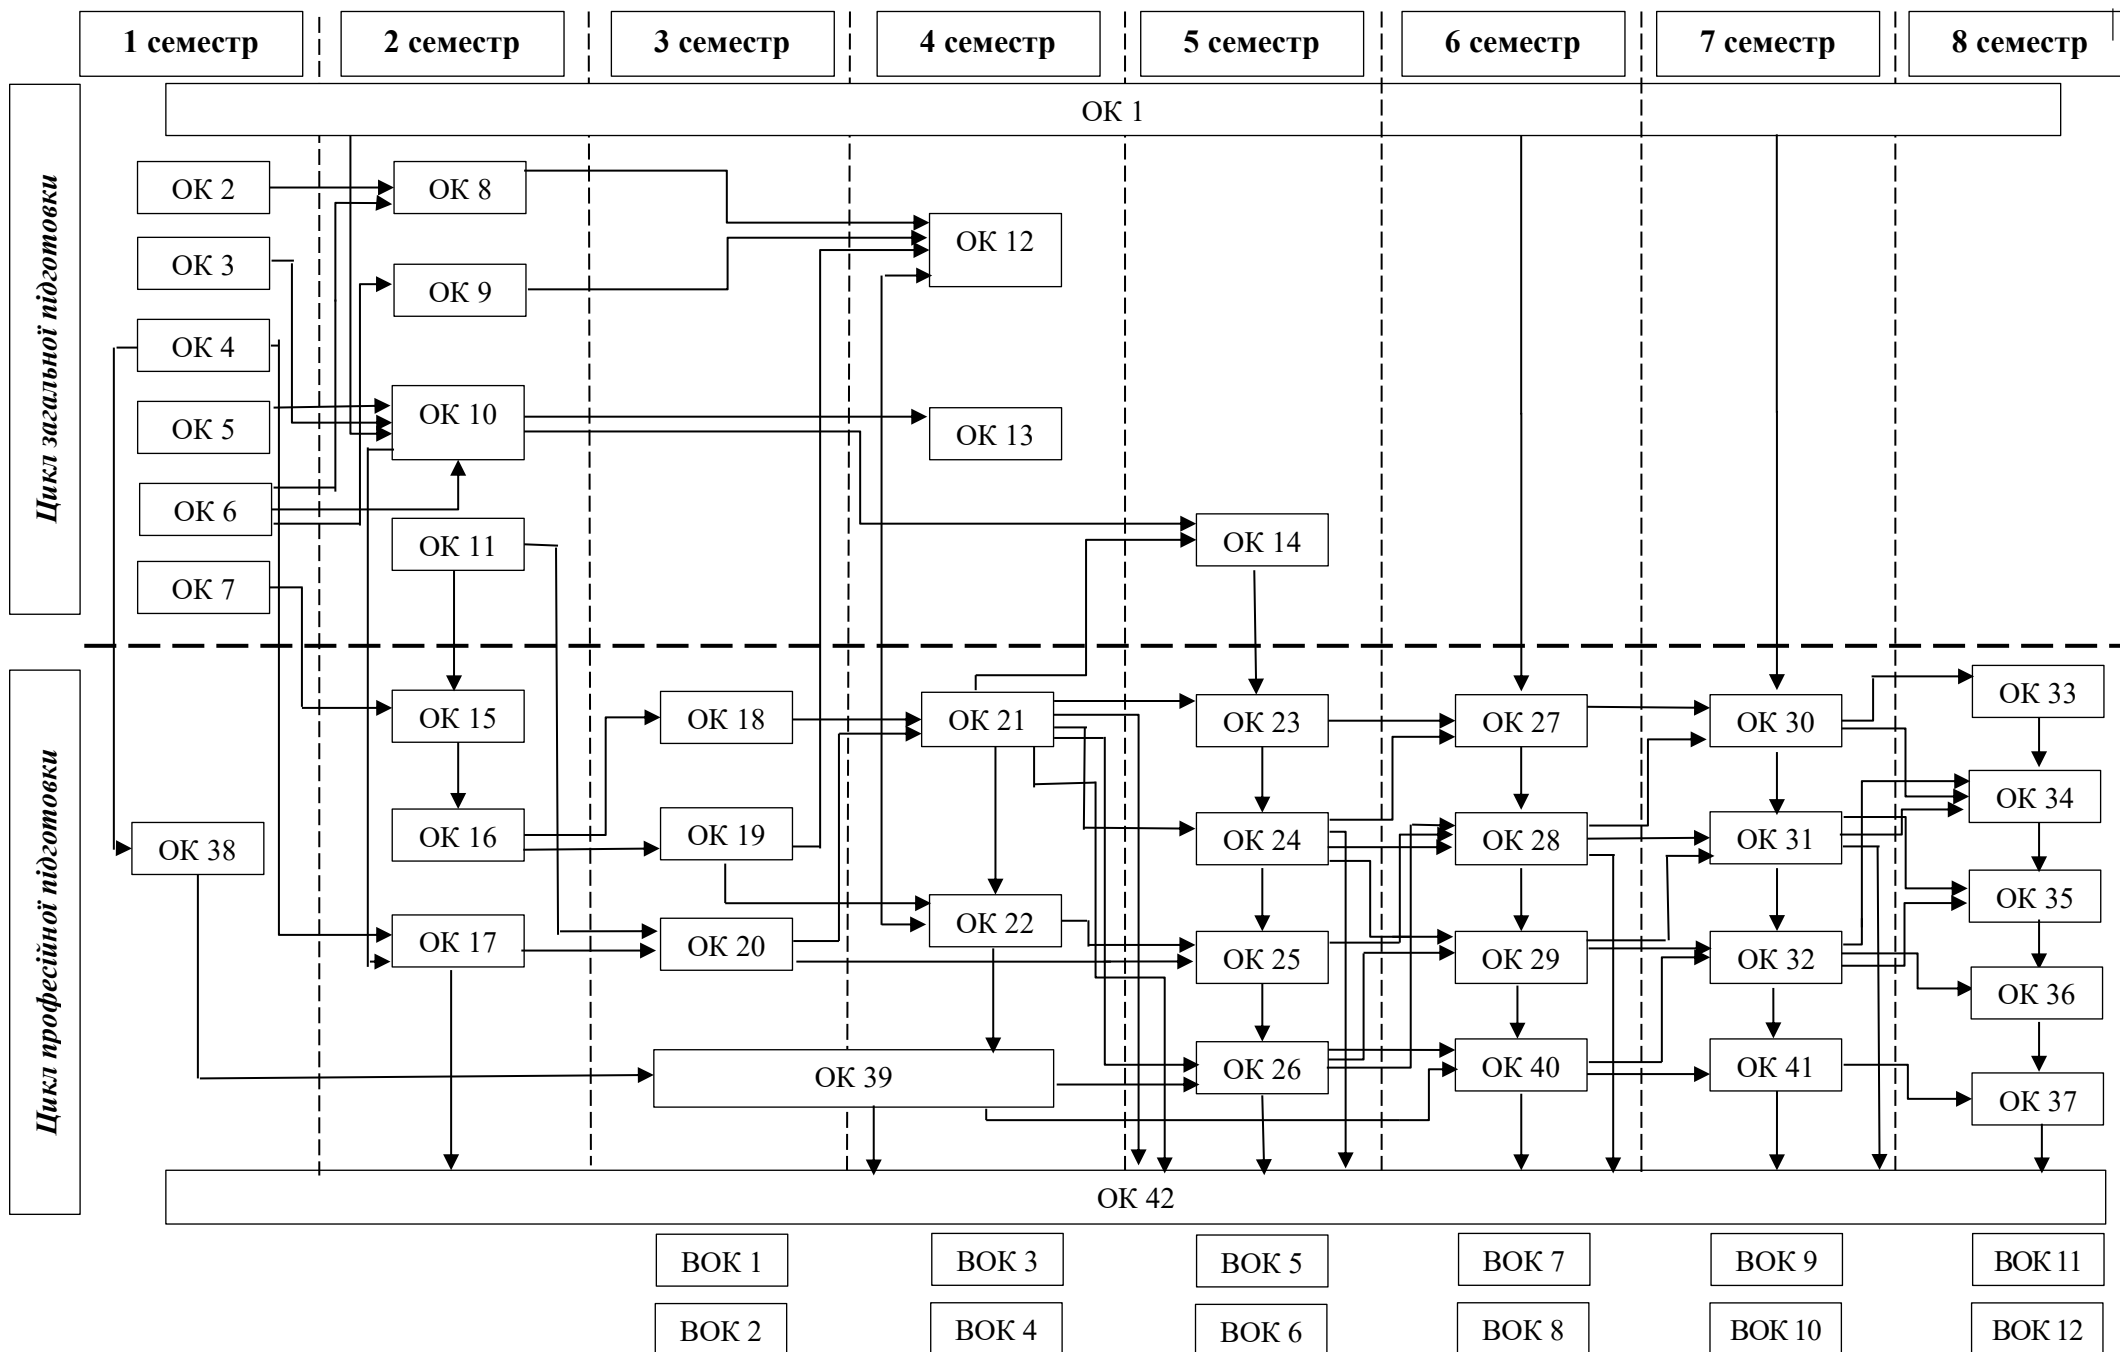 1 семестр
2 семестр
3 семестр
4 семестр
5 семестр
6 семестр
7 семестр
8 семестр
Цикл загальної підготовки
ОК 1
ОК 2
ОК 3
ОК 4
ОК 5
ОК 6
ОК 7
ОК 8
ОК 9
ОК 10
ОК 11
ОК 12
ОК 13
ОК 14
Цикл професійної підготовки
ОК 38
ОК 15
ОК 16
ОК 17
ОК 18
ОК 19
ОК 20
ОК 39
ОК 21
ОК 22
ОК 23
ОК 24
ОК 25
ОК 26
ОК 27
ОК 28
ОК 29
ОК 40
ОК 30
ОК 31
ОК 32
ОК 41
ОК 33
ОК 34
ОК 35
ОК 36
ОК 37
ОК 42
ВОК 1
ВОК 3
ВОК 5
ВОК 7
ВОК 9
ВОК 11
ВОК 2
ВОК 4
ВОК 6
ВОК 8
ВОК 10
ВОК 12